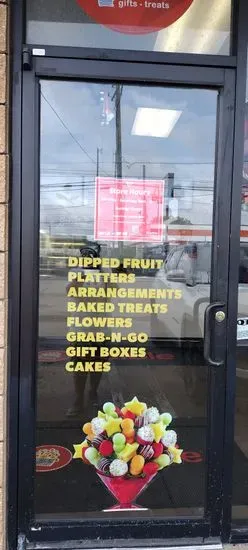 gifts - treats
Store Hours
DIPPED FRUIT
PLATTERS
ARRANGEMENTS
BAKED TREATS
FLOWERS
GRAB-N-GO
GIFT BOXES
CAKES